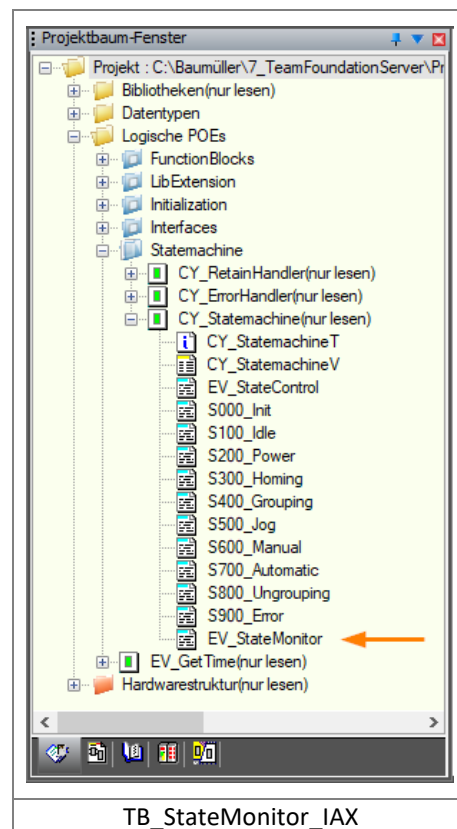 Projektbaum-Fenster
Projekt : C:\Baumüller\7_TeamFoundationServer\Pr
Bibliotheken(nur lesen)
Datentypen
Logische POEs
FunctionBlocks
LibExtension
Initialization
Interfaces
Statemachine
CY_RetainHandler(nur lesen)
CY_ErrorHandler(nur lesen)
CY_Statemachine(nur lesen)
CY_StatemachineT
CY_StatemachineV
EV_StateControl
S000_Init
S100_Idle
S200_Power
S300_Homing
S400_Grouping
S500_Jog
S600_Manual
S700_Automatic
S800_Ungrouping
S900_Error
EV_StateMonitor
EV_GetTime(nur lesen)
Hardwarestruktur(nur lesen)
TB_StateMonitor_IAX